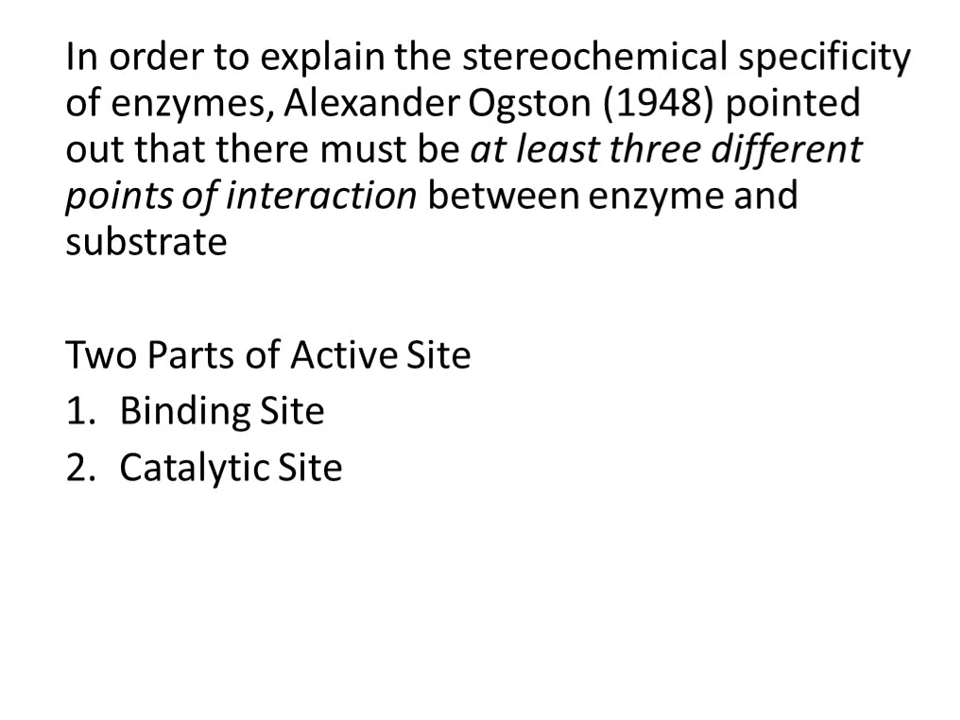 In order to explain the stereochemical specificity
of enzymes, Alexander Ogston (1948) pointed
out that there must be at least three different
points of interaction between enzyme and
substrate
Two Parts of Active Site
1. Binding Site
2. Catalytic Site